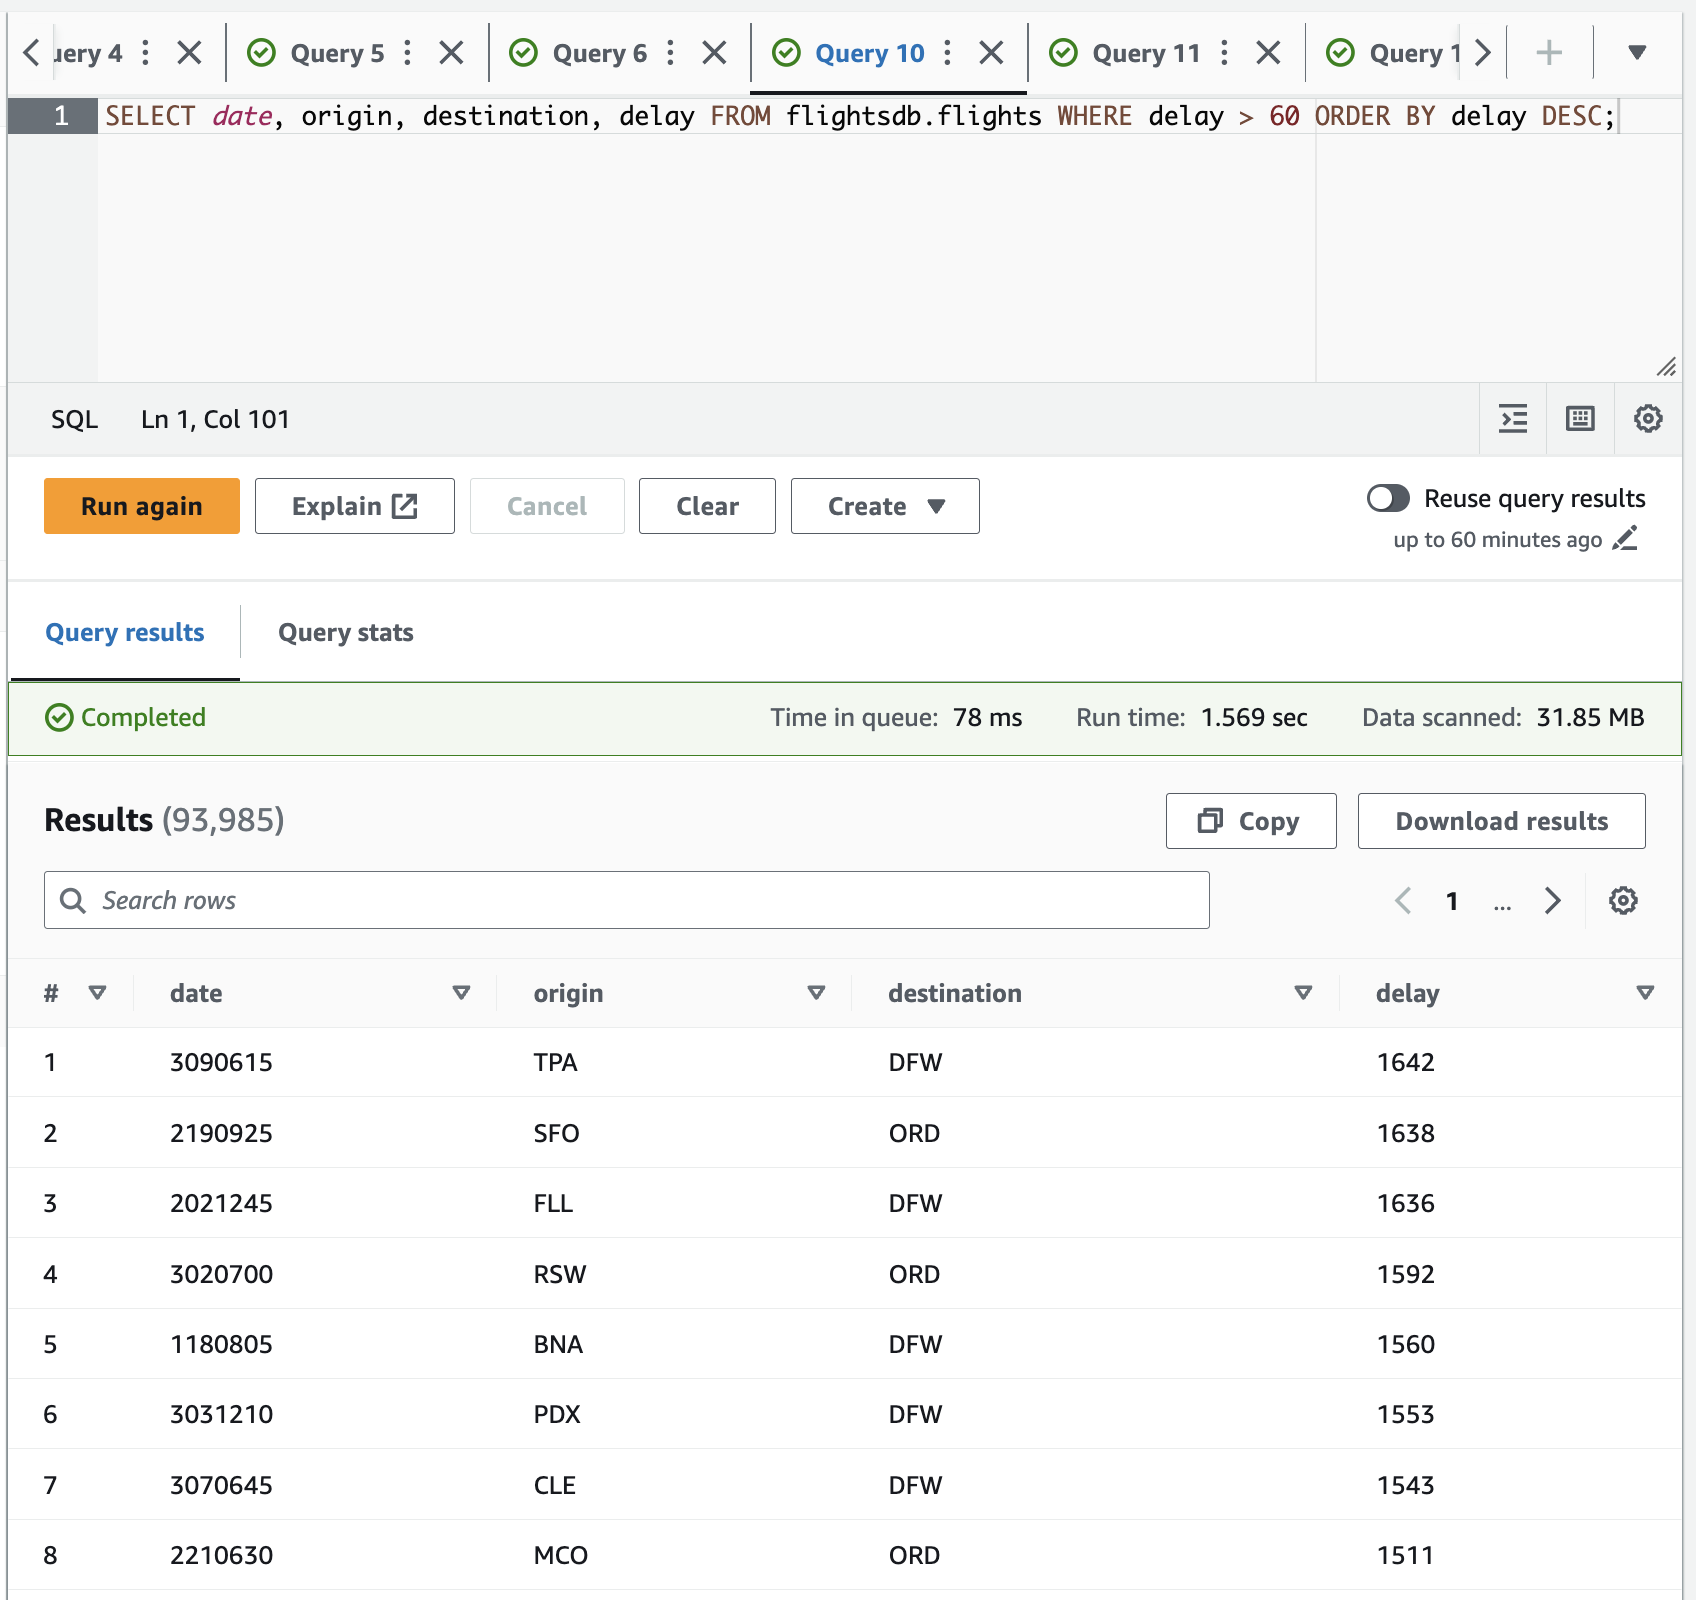 Query 4 Query 5 Query 6 Query 10 Query 11 Query
1 SELECT date, origin, destination, delay FROM flightsdb.flights WHERE delay > 60 ORDER BY delay DESC;
SQL Ln 1, Col 101
Run again Explain Cancel Clear Create Reuse query results
up to 60 minutes ago
Query results Query stats
Completed Time in queue: 78 ms Run time: 1.569 sec Data scanned: 31.85 MB
Results (93,985) Copy Download results
Search rows 1 ...
# date origin destination delay
1 3090615 TPA DFW 1642
2 2190925 SFO ORD 1638
3 2021245 FLL DFW 1636
4 3020700 RSW ORD 1592
5 1180805 BNA DFW 1560
6 3031210 PDX DFW 1553
7 3070645 CLE DFW 1543
8 2210630 MCO ORD 1511